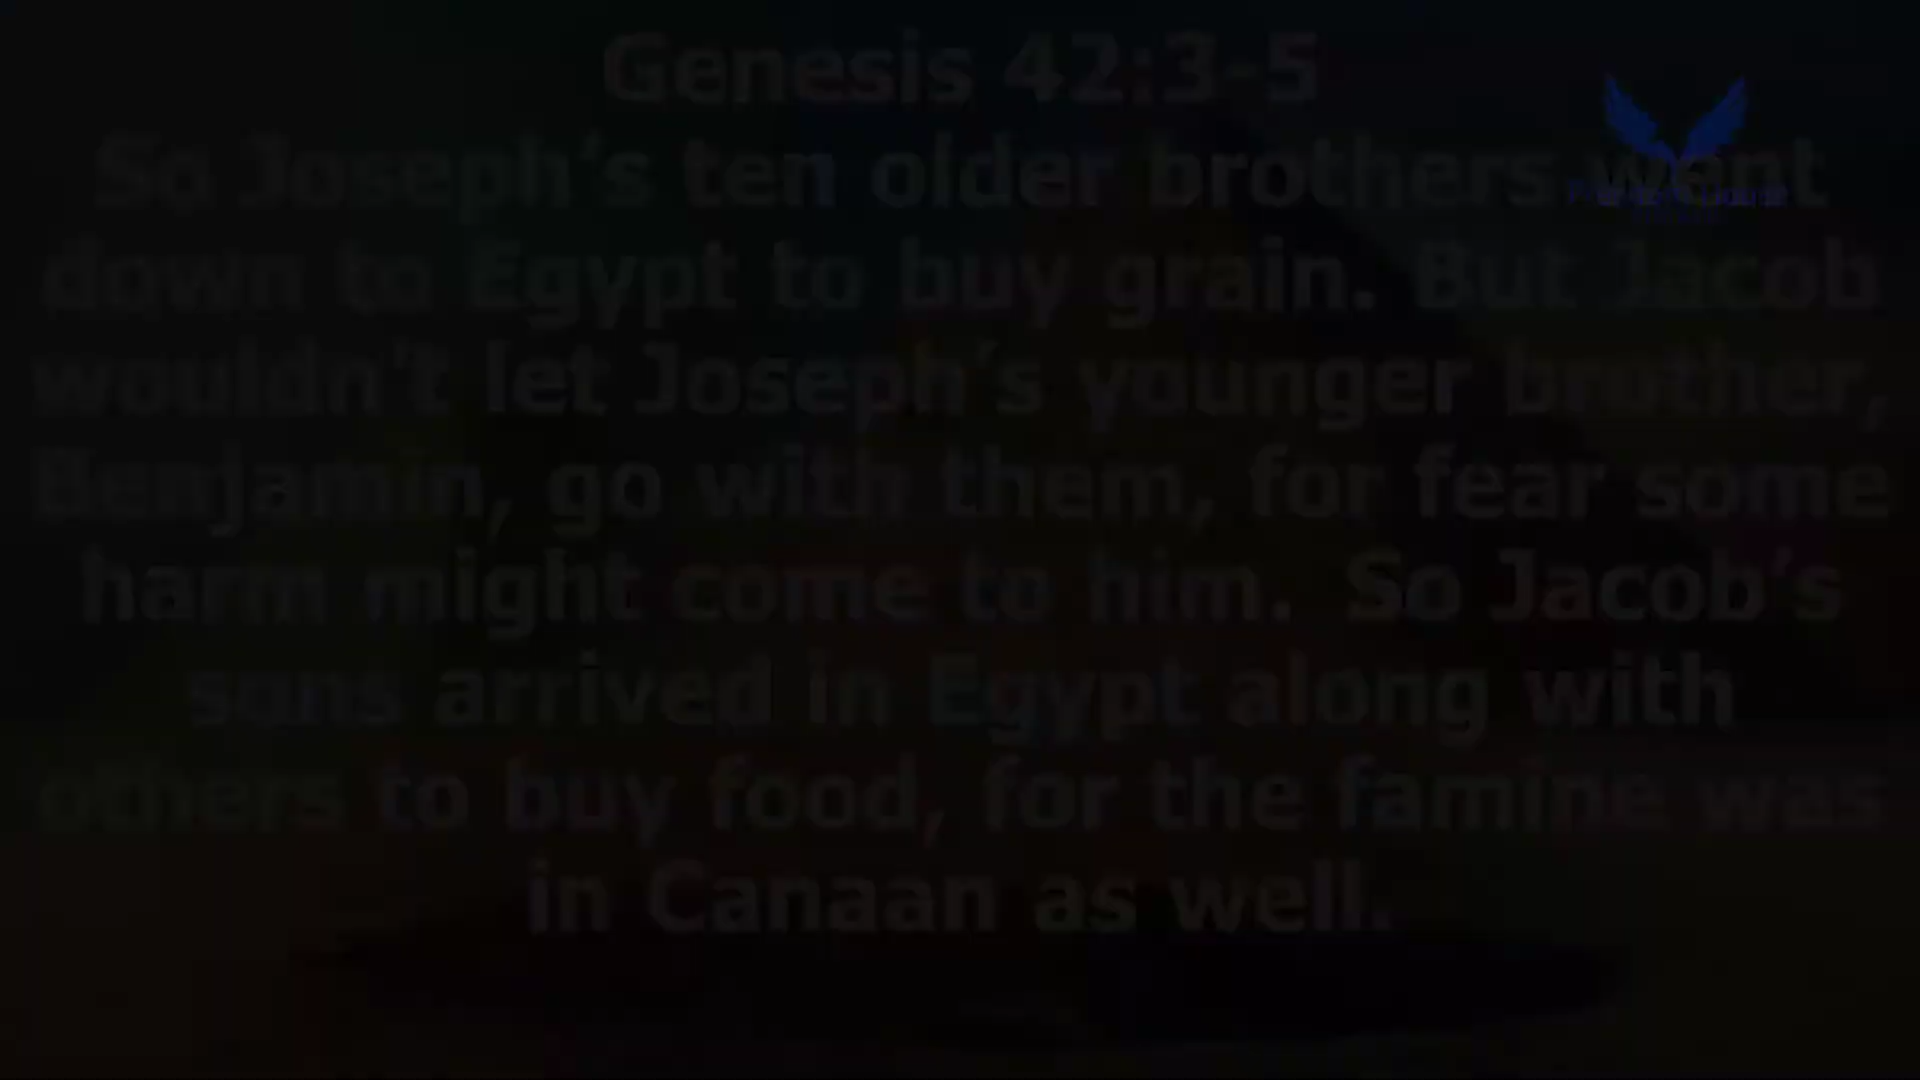 Genesis 42:3-5
So Joseph’s ten older brothers went
down to Egypt to buy grain. But Jacob
wouldn’t let Joseph’s younger brother,
Benjamin, go with them, for fear some
harm might come to him. So Jacob’s
sons arrived in Egypt along with
others to buy food, for the famine was
in Canaan as well.